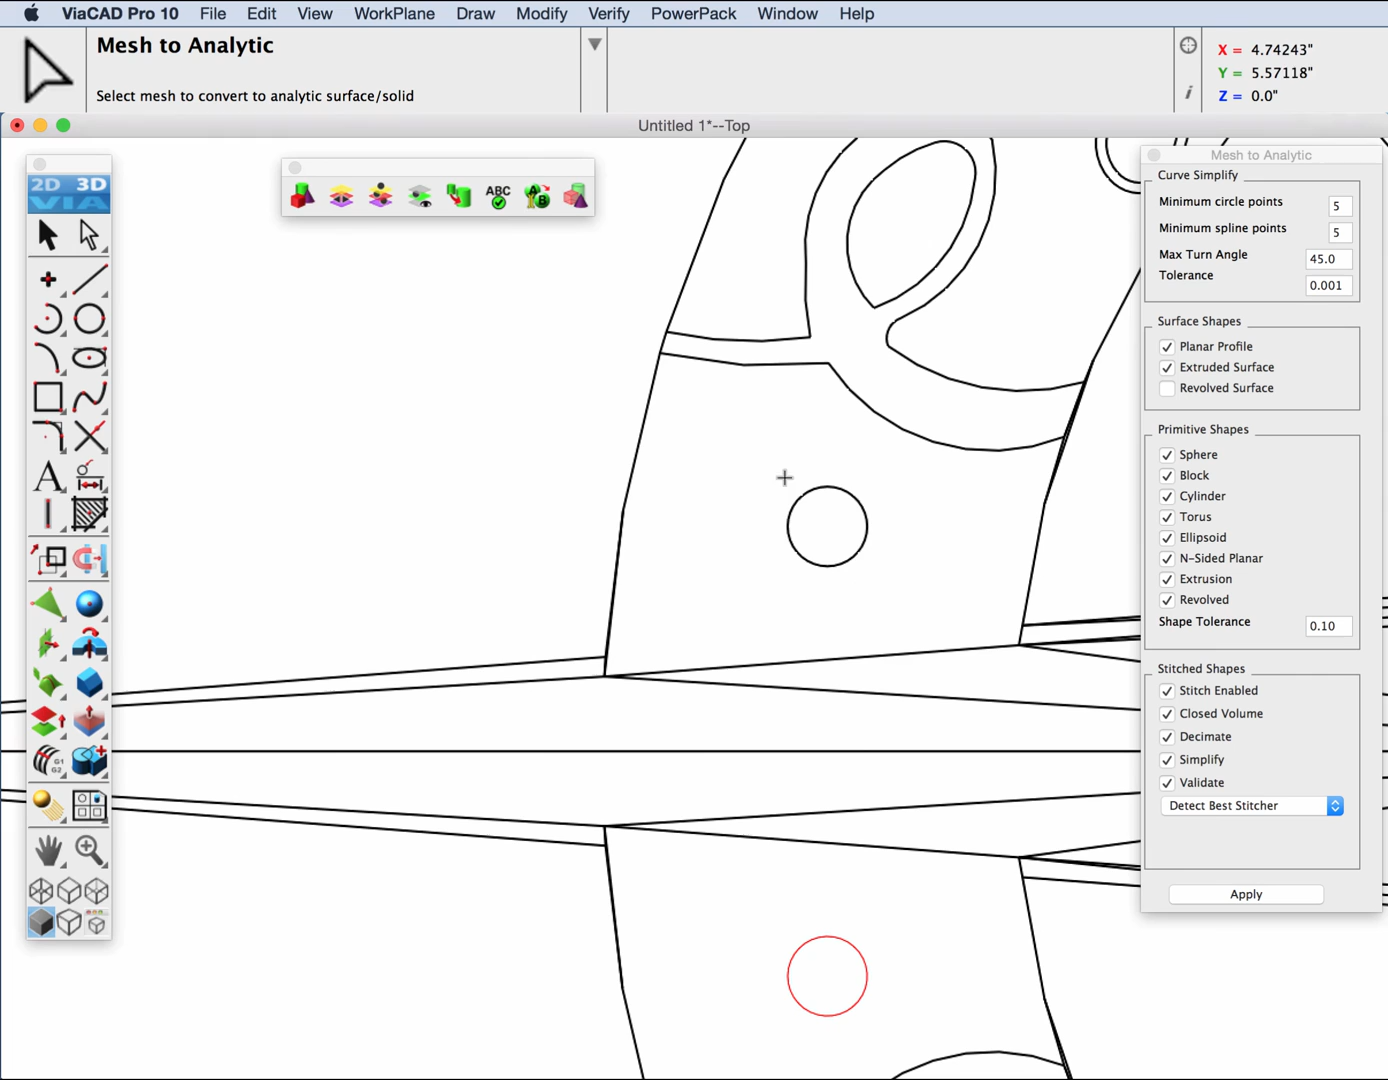 ViaCAD Pro 10 File Edit View WorkPlane Draw Modify Verify PowerPack Window Help
Mesh to Analytic
Select mesh to convert to analytic surface/solid
X = 4.74243"
Y = 5.57118"
Z = 0.0"
Untitled 1*--Top
2D 3D
VIA
A
G1
G2
ABC
A
B
Mesh to Analytic
Curve Simplify
Minimum circle points 5
Minimum spline points 5
Max Turn Angle 45.0
Tolerance 0.001
Surface Shapes
Planar Profile
Extruded Surface
Revolved Surface
Primitive Shapes
Sphere
Block
Cylinder
Torus
Ellipsoid
N-Sided Planar
Extrusion
Revolved
Shape Tolerance 0.10
Stitched Shapes
Stitch Enabled
Closed Volume
Decimate
Simplify
Validate
Detect Best Stitcher
Apply